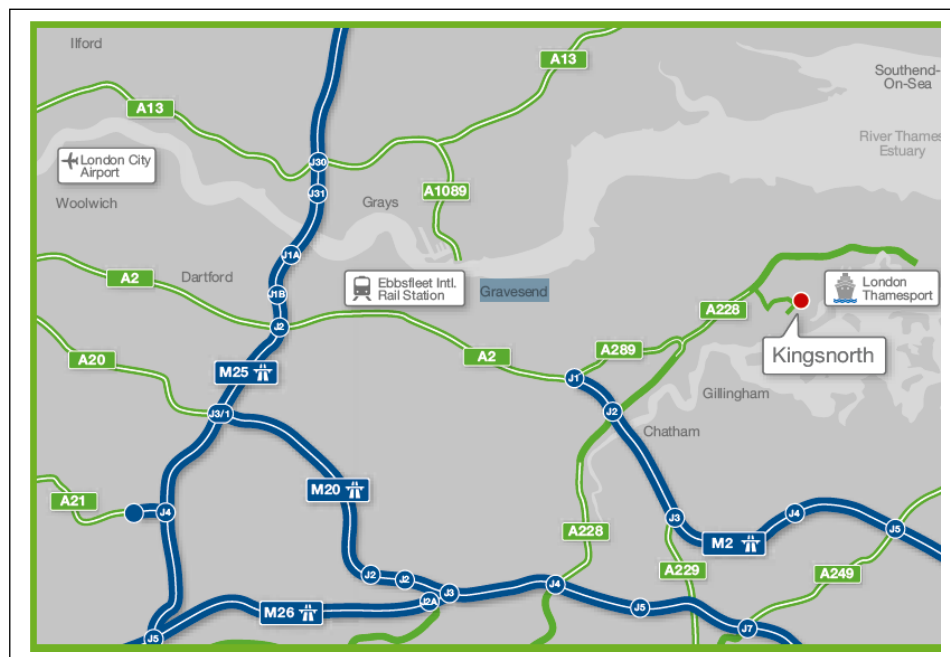 Ilford
A13
A13
Southend-
On-Sea
River Thames
Estuary
London City
Airport
J30
J31
Woolwich
Grays
A1089
J1A
A2
Dartford
J1B
Ebbsfleet Intl.
Rail Station
Gravesend
London
Thamesport
A228
J2
A20
A2
A289
Kingsnorth
M25
J1
Gillingham
J3/1
J2
Chatham
M20
A21
J4
J3
J4
J5
A228
M2
A229
A249
J2
J2
J3
J4
J2A
M26
J5
J7
J5